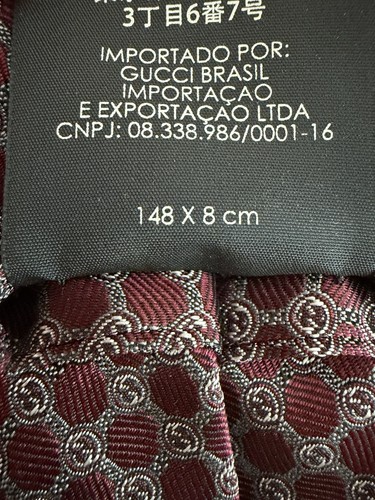 3丁目6番7号
IMPORTADO POR:
GUCCI BRASIL
IMPORTAÇAO
E EXPORTAÇAO LTDA
CNPJ: 08.338.986/0001-16
148 X 8 cm